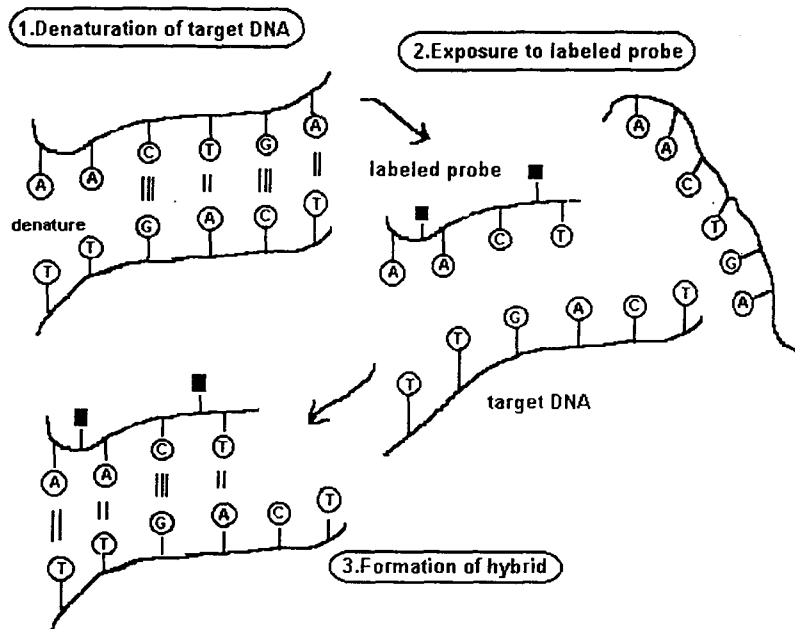 1.Denaturation of target DNA
A A C T G A
denature
T T G A C T
2.Exposure to labeled probe
labeled probe
A A C T
A
A
C
T
G
A
T T G A C T
target DNA
A A C T
T T G A C T
3.Formation of hybrid